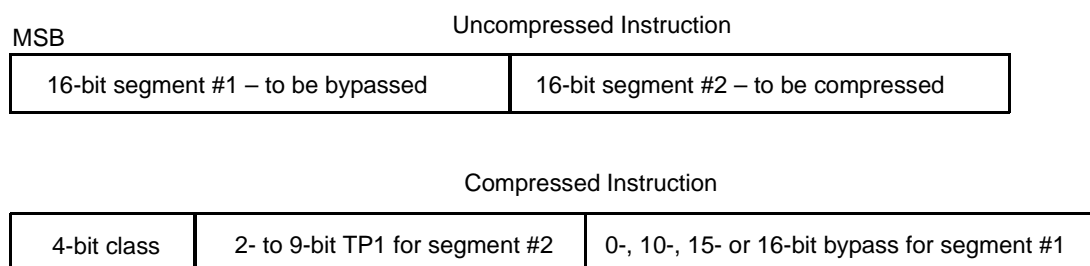 Uncompressed Instruction
MSB
16-bit segment #1 – to be bypassed
16-bit segment #2 – to be compressed
Compressed Instruction
4-bit class
2- to 9-bit TP1 for segment #2
0-, 10-, 15- or 16-bit bypass for segment #1